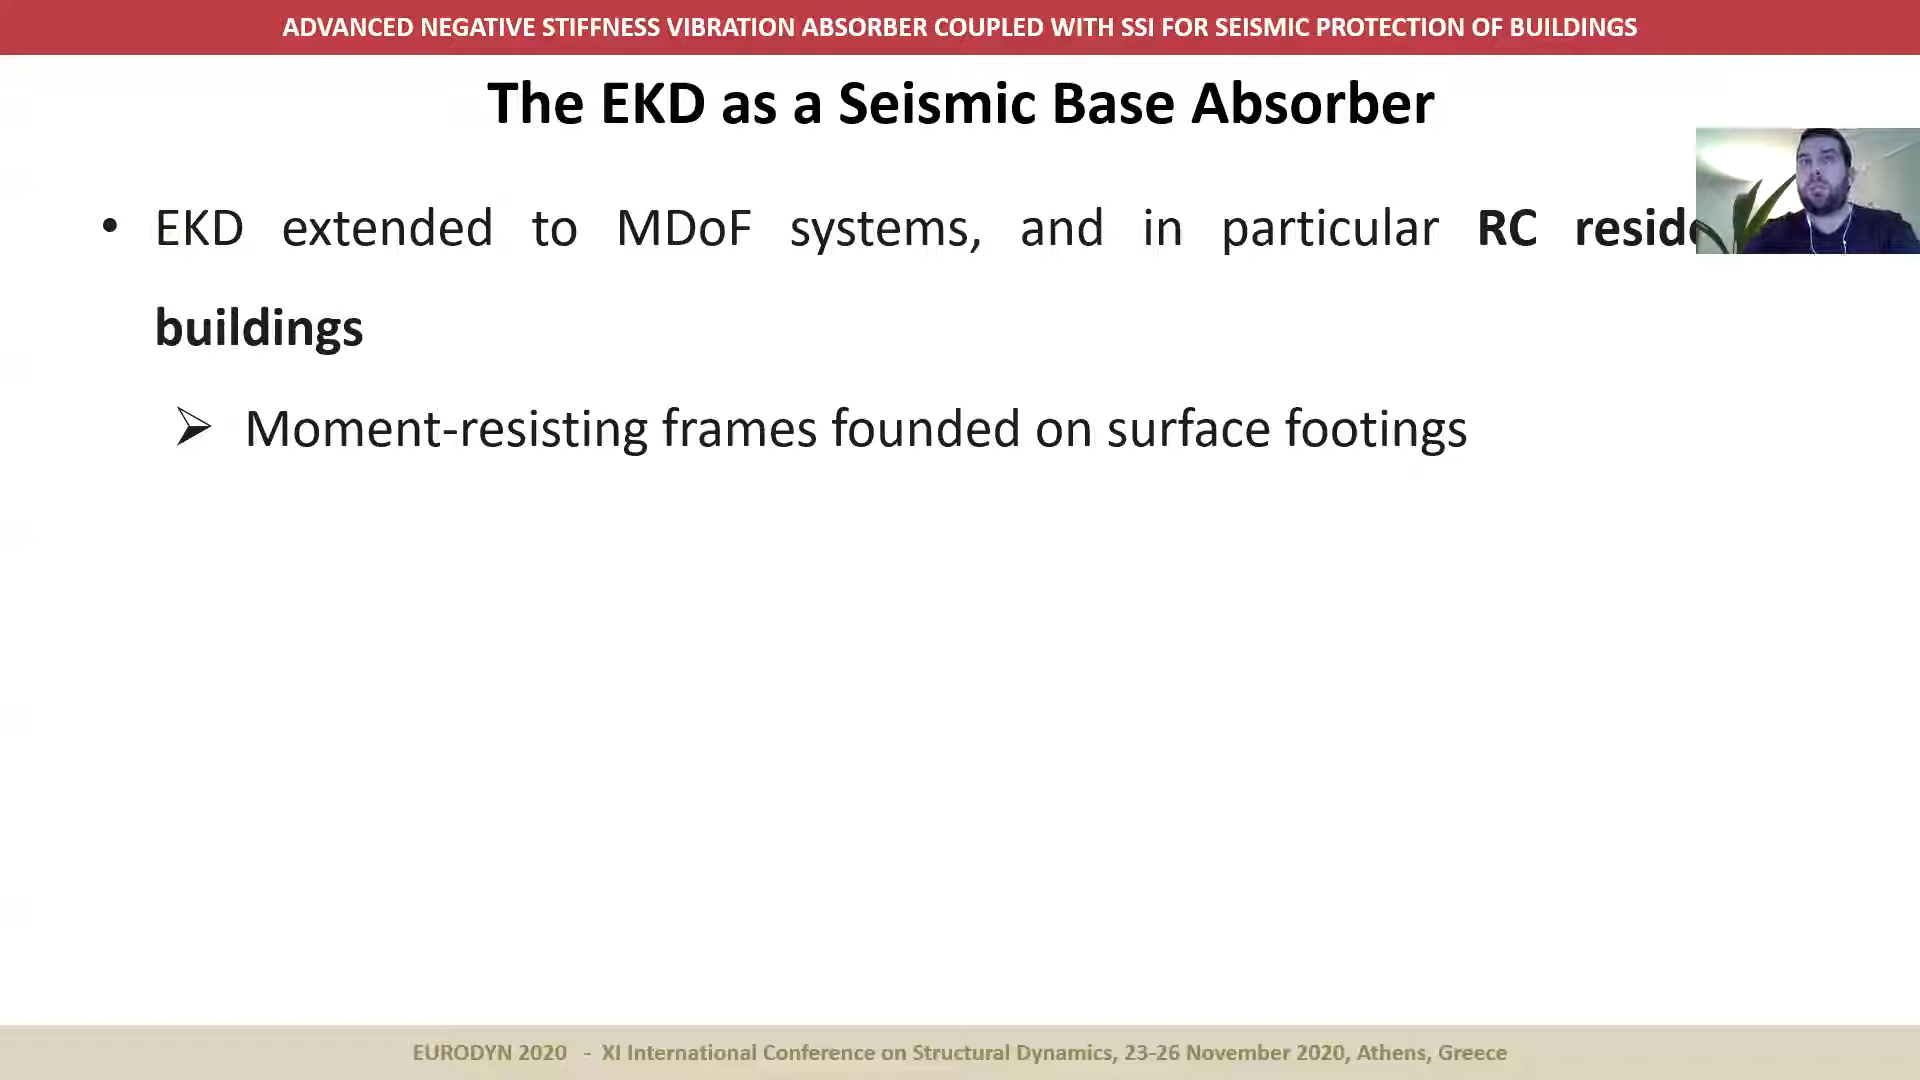 ADVANCED NEGATIVE STIFFNESS VIBRATION ABSORBER COUPLED WITH SSI FOR SEISMIC PROTECTION OF BUILDINGS
The EKD as a Seismic Base Absorber
• EKD extended to MDoF systems, and in particular RC
buildings
➢ Moment-resisting frames founded on surface footings
EURODYN 2020 - XI International Conference on Structural Dynamics, 23-26 November 2020, Athens, Greece